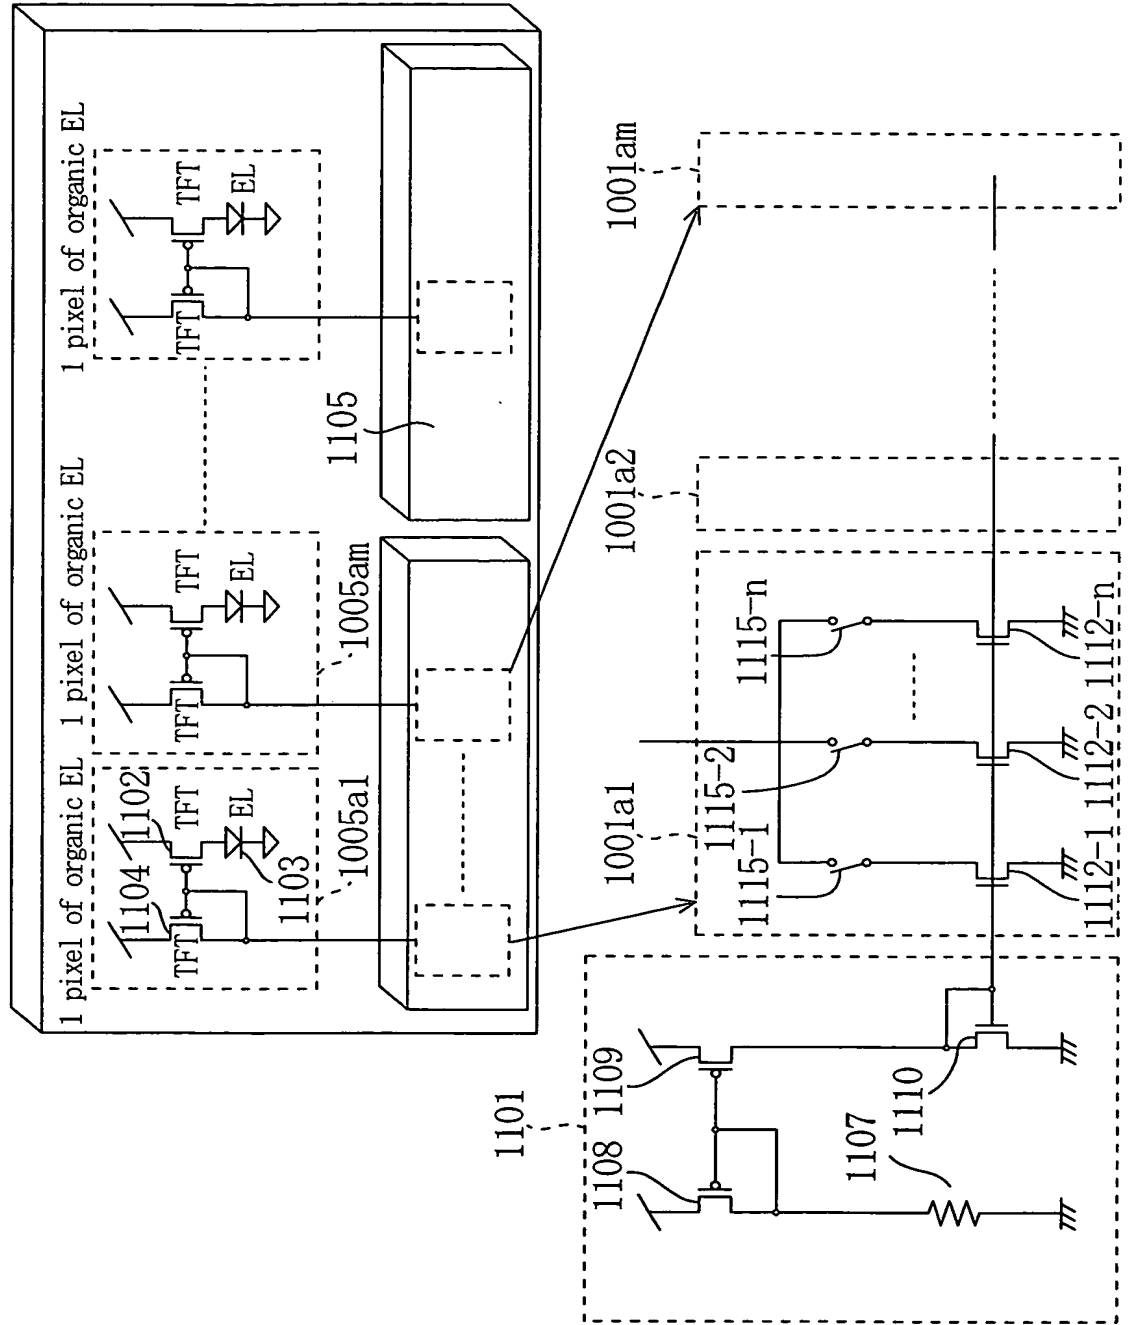 1 pixel of organic EL
1 pixel of organic EL
1 pixel of organic EL
1104
1102
TFT
TFT
EL
1103
1005a1
TFT
TFT
EL
1005am
TFT
TFT
EL
1105
1101
1108
1109
1107
1110
1001a1
1001a2
1001am
1115-1
1115-2
1115-n
1112-1
1112-2
1112-n